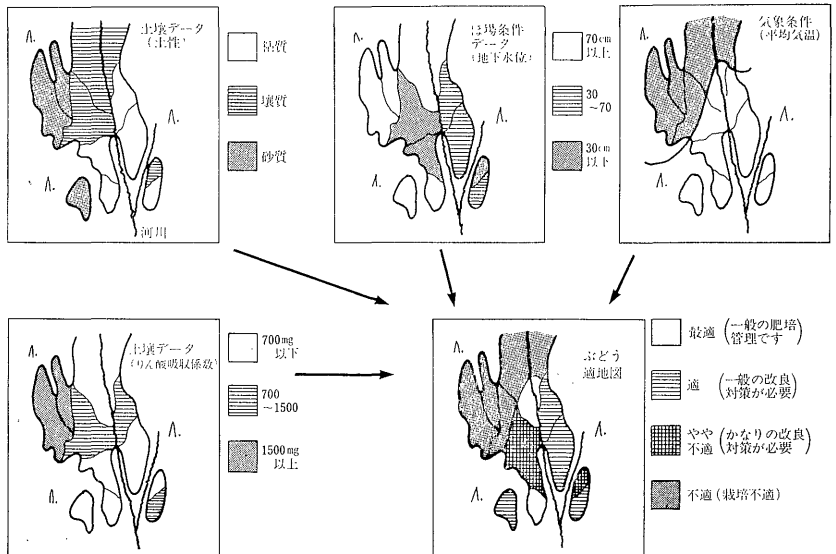 土壌データ
(土性)
粘質
壌質
砂質
河川
ほ場条件
データ
(地下水位)
70cm
以上
30
~70
30cm
以下
気象条件
(平均気温)
土壌データ
(りん酸吸収係数)
700mg
以下
700
~1500
1500mg
以上
ぶどう
適地図
最適(一般の肥培
管理です
適(一般の改良
対策が必要)
やや
不適(かなりの改良
対策が必要)
不適(栽培不適)